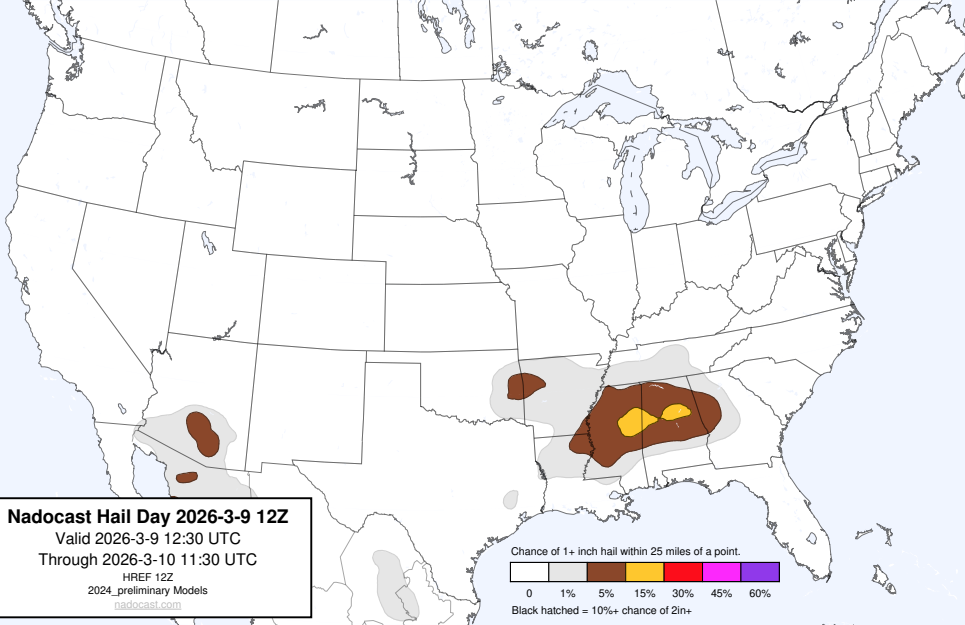 Nadocast Hail Day 2026-3-9 12Z
Valid 2026-3-9 12:30 UTC
Through 2026-3-10 11:30 UTC
HREF 12Z
2024_preliminary Models
nadocast.com
Chance of 1+ inch hail within 25 miles of a point.
0 1% 5% 15% 30% 45% 60%
Black hatched = 10%+ chance of 2in+